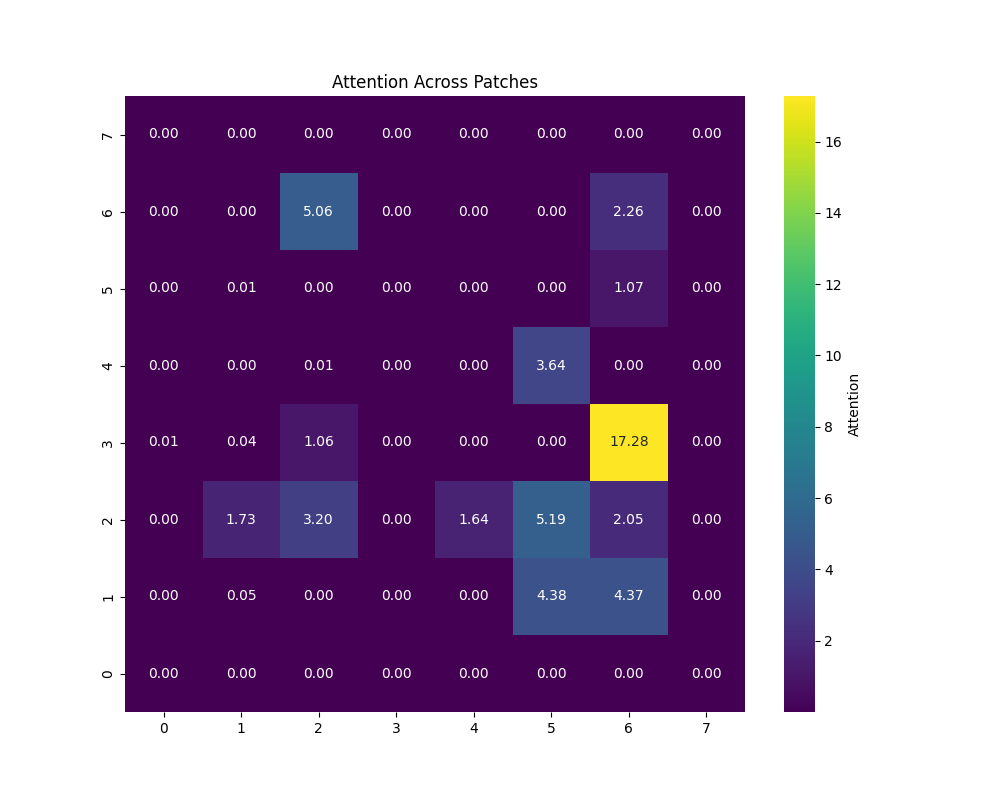 Attention Across Patches
7 0.00 0.00 0.00 0.00 0.00 0.00 0.00 0.00
6 0.00 0.00 5.06 0.00 0.00 0.00 2.26 0.00
5 0.00 0.01 0.00 0.00 0.00 0.00 1.07 0.00
4 0.00 0.00 0.01 0.00 0.00 3.64 0.00 0.00
3 0.01 0.04 1.06 0.00 0.00 0.00 17.28 0.00
2 0.00 1.73 3.20 0.00 1.64 5.19 2.05 0.00
1 0.00 0.05 0.00 0.00 0.00 4.38 4.37 0.00
0 0.00 0.00 0.00 0.00 0.00 0.00 0.00 0.00
0 1 2 3 4 5 6 7
16
14
12
10
8
6
4
2
Attention